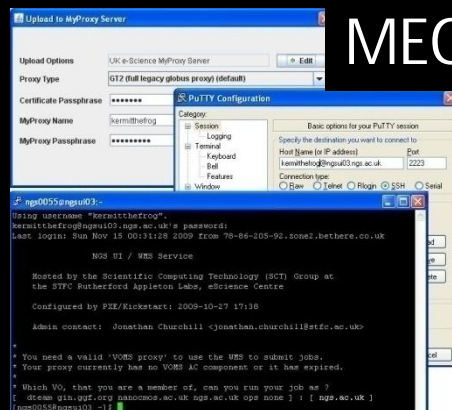 Upload to MyProxy Server
MEC
Upload Options
UK e-Science MyProxy Server
Edit
Proxy Type
GT2 (full legacy globus proxy) (default)
Certificate Passphrase
•••••••
MyProxy Name
kermitthefrog
MyProxy Passphrase
•••••••••
PuTTY Configuration
Category:
Session
Logging
Terminal
Keyboard
Bell
Features
Window
Basic options for your PuTTY session
Specify the destination you want to connect to
Host Name (or IP address)
Port
kermitthefrog@ngsui03.ngs.ac.uk
2223
Connection type:
Raw Telnet Rlogin SSH Serial
ngs0055@ngsui03:~
Using username "kermitthefrog".
kermitthefrog@ngsui03.ngs.ac.uk's password:
Last login: Sun Nov 15 00:31:28 2009 from 78-86-205-92.zone2.bethere.co.uk
NGS UI / WMS Service
Hosted by the Scientific Computing Technology (SCT) Group at
the STFC Rutherford Appleton Labs, eScience Centre
Configured by PXE/Kickstart: 2009-10-27 17:38
Admin contact: Jonathan Churchill <jonathan.churchill@stfc.ac.uk>
*
* You need a valid 'VOMS proxy' to use the WMS to submit jobs.
* Your proxy currently has no VOMS AC component or it has expired.
*
* Which VO, that you are a member of, can you run your job as ?
[ dteam gin.ggf.org nanocmos.ac.uk ngs.ac.uk ops none ] : [ ngs.ac.uk ]
[ngs0055@ngsui03 ~]$